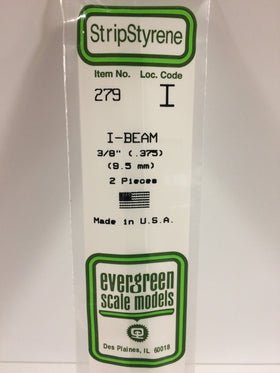 StripStyrene
Item No. Loc. Code
279 I
I-BEAM
3/8" (.375)
(9.5 mm)
2 Pieces
Made in U.S.A.
evergreen
scale models
Des Plaines, IL 60018